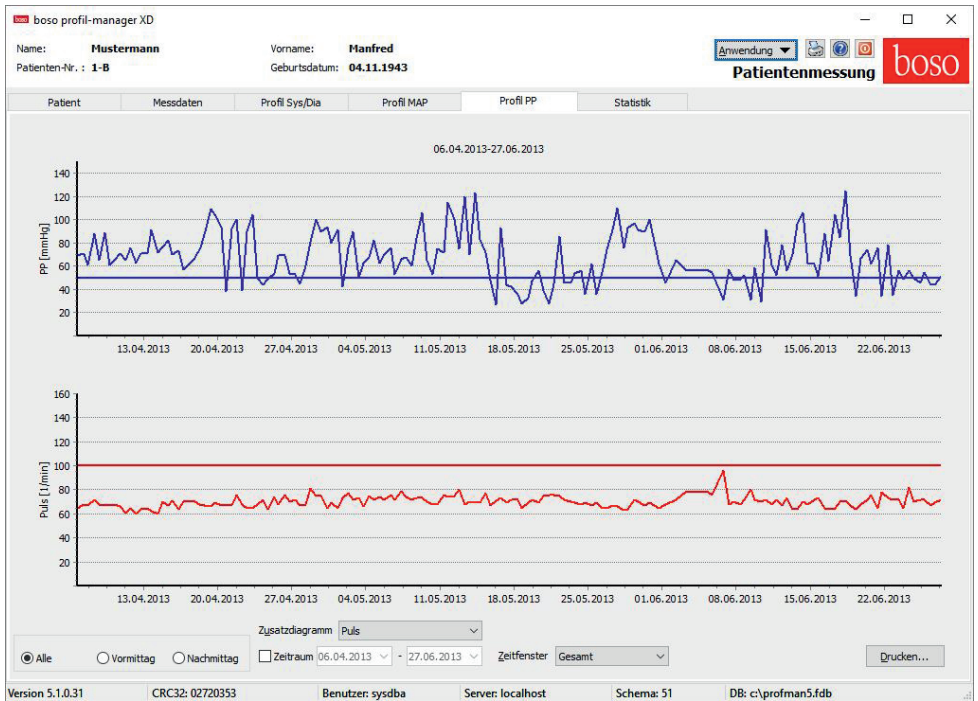 boso boso profil-manager XD
Name: Mustermann Vorname: Manfred Anwendung
Patienten-Nr. : 1-B Geburtsdatum: 04.11.1943 Patientenmessung boso
Patient Messdaten Profil Sys/Dia Profil MAP Profil PP Statistik
06.04.2013-27.06.2013
PP [mmHg]
140
120
100
80
60
40
20
13.04.2013 20.04.2013 27.04.2013 04.05.2013 11.05.2013 18.05.2013 25.05.2013 01.06.2013 08.06.2013 15.06.2013 22.06.2013
Puls [1/min]
160
140
120
100
80
60
40
20
13.04.2013 20.04.2013 27.04.2013 04.05.2013 11.05.2013 18.05.2013 25.05.2013 01.06.2013 08.06.2013 15.06.2013 22.06.2013
Zusatzdiagramm Puls
Alle Vormittag Nachmittag Zeitraum 06.04.2013 - 27.06.2013 Zeitfenster Gesamt Drucken...
Version 5.1.0.31 CRC32: 02720353 Benutzer: sysdba Server: localhost Schema: 51 DB: c:\profman5.fdb